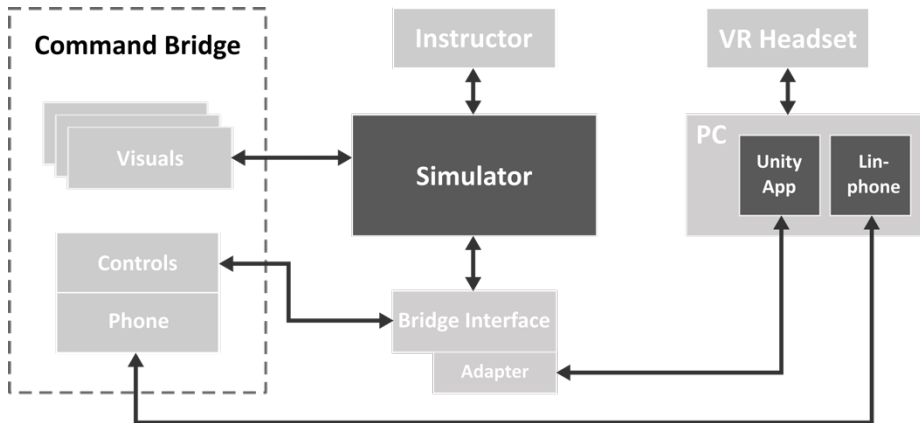 Command Bridge
Instructor
VR Headset
Visuals
Simulator
PC
Unity
App
Lin-
phone
Controls
Phone
Bridge Interface
Adapter